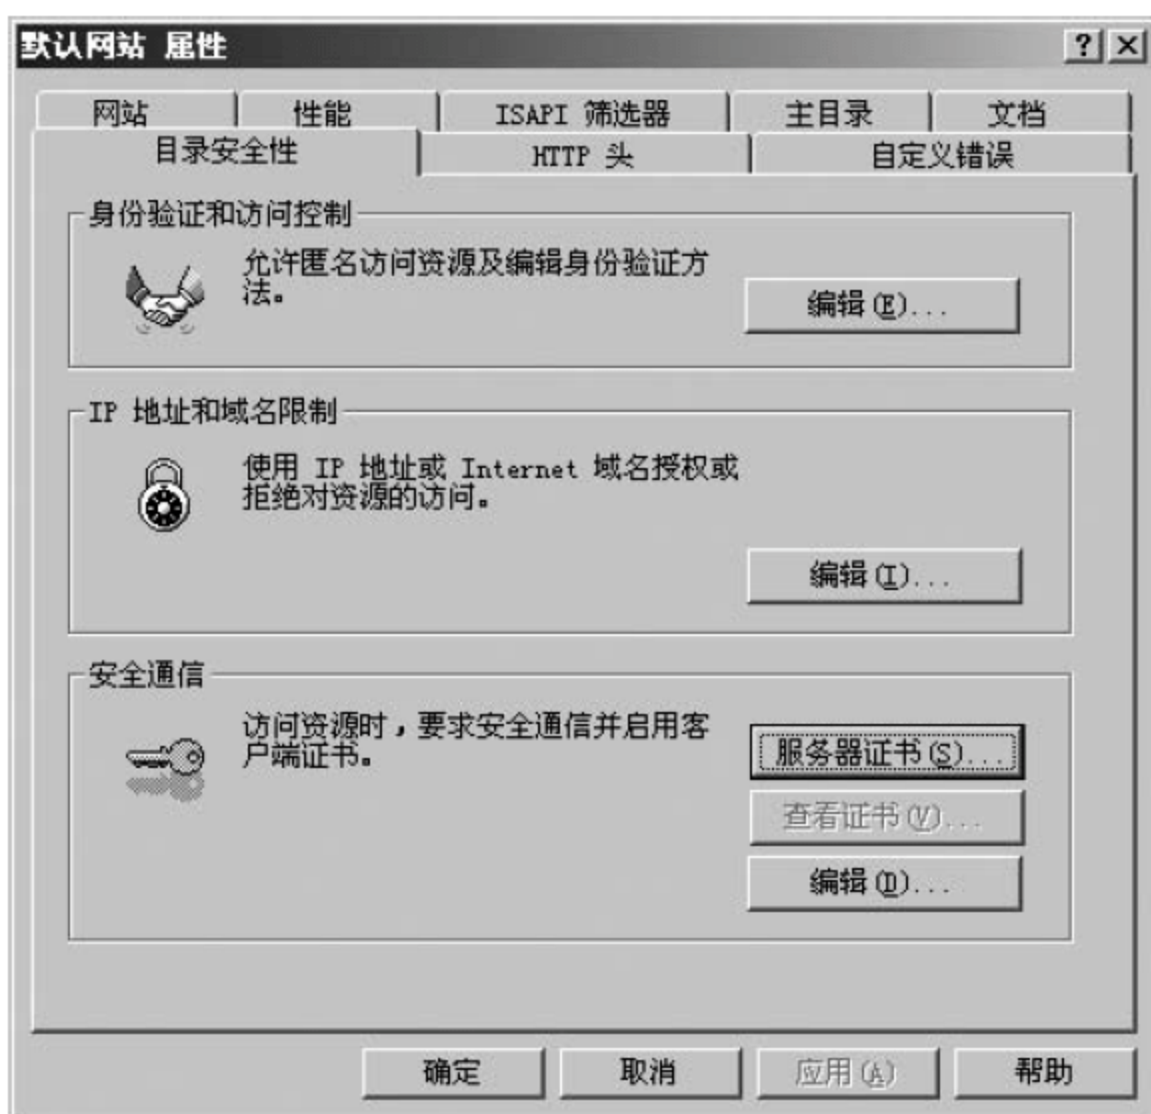 默认网站 属性
网站 性能 ISAPI 筛选器 主目录 文档
目录安全性 HTTP 头 自定义错误
身份验证和访问控制
允许匿名访问资源及编辑身份验证方
法。
编辑(E)...
IP 地址和域名限制
使用 IP 地址或 Internet 域名授权或
拒绝对资源的访问。
编辑(I)...
安全通信
访问资源时，要求安全通信并启用客
户端证书。
服务器证书(S)...
查看证书(V)...
编辑(D)...
确定 取消 应用(A) 帮助